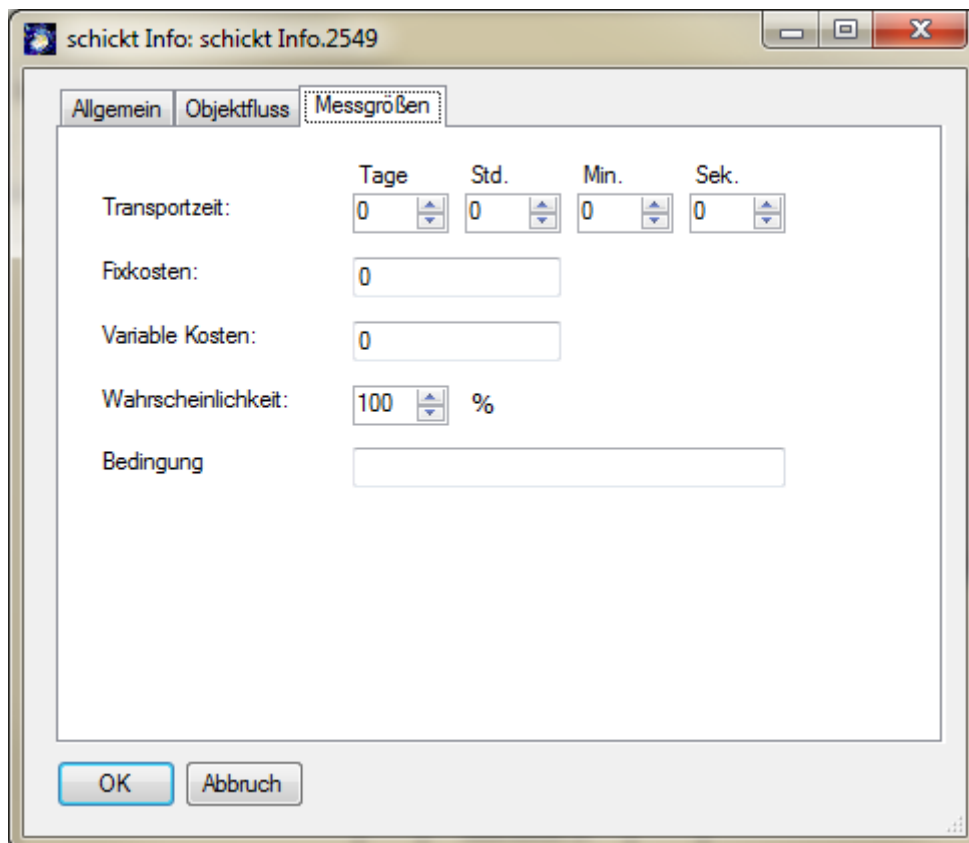 schickt Info: schickt Info.2549
Allgemein Objektfluss Messgrößen
Tage Std. Min. Sek.
Transportzeit: 0 0 0 0
Fixkosten: 0
Variable Kosten: 0
Wahrscheinlichkeit: 100 %
Bedingung
OK Abbruch